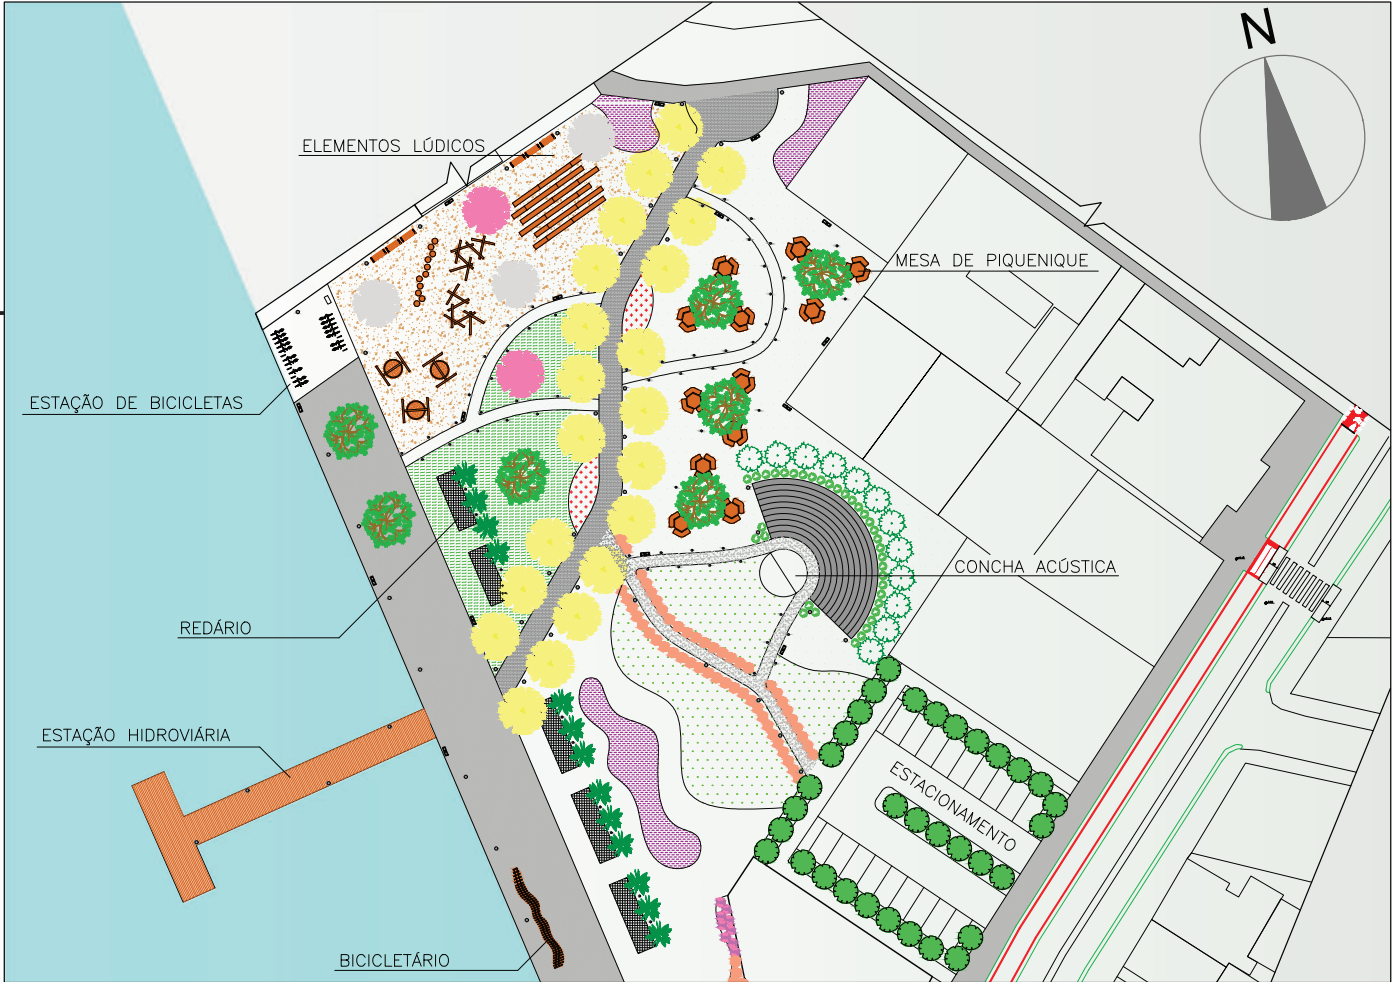 N
ELEMENTOS LÚDICOS
MESA DE PIQUENIQUE
ESTAÇÃO DE BICICLETAS
CONCHA ACÚSTICA
REDÁRIO
ESTAÇÃO HIDROVIÁRIA
ESTACIONAMENTO
BICICLETÁRIO